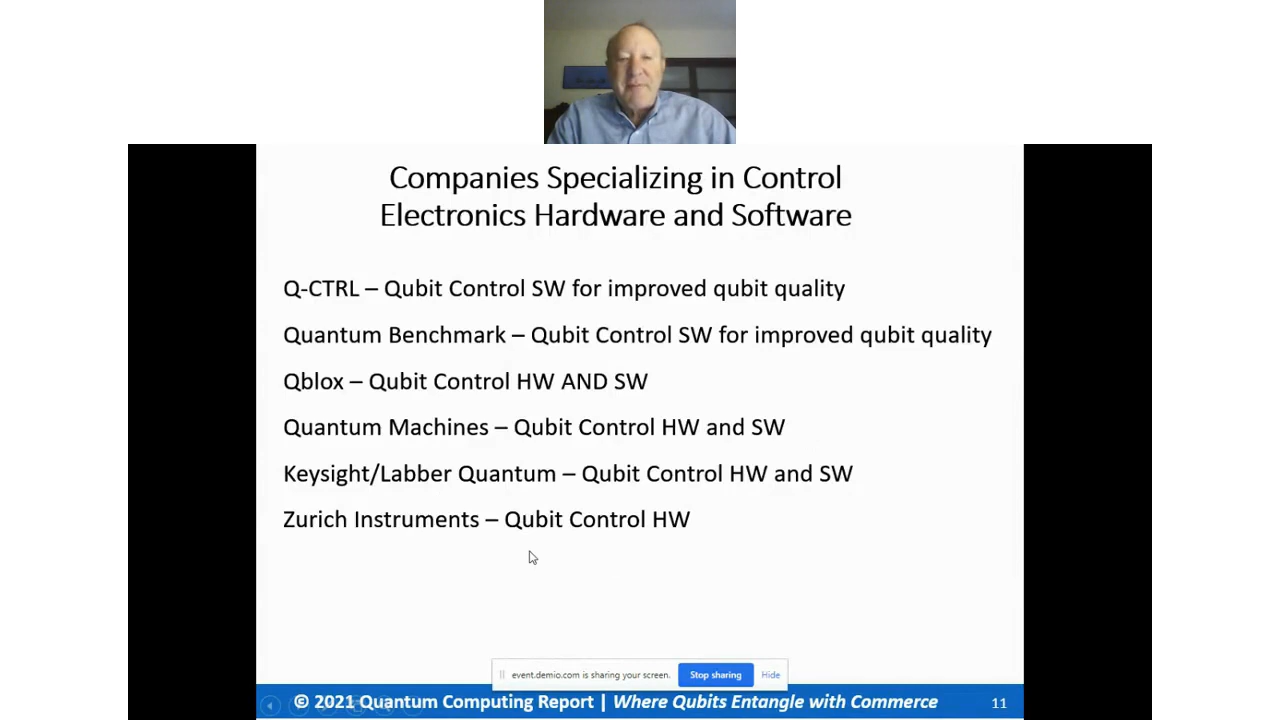 Companies Specializing in Control
Electronics Hardware and Software
Q-CTRL – Qubit Control SW for improved qubit quality
Quantum Benchmark – Qubit Control SW for improved qubit quality
Qblox – Qubit Control HW AND SW
Quantum Machines – Qubit Control HW and SW
Keysight/Labber Quantum – Qubit Control HW and SW
Zurich Instruments – Qubit Control HW
event.demio.com is sharing your screen. Stop sharing Hide
© 2021 Quantum Computing Report | Where Qubits Entangle with Commerce 11